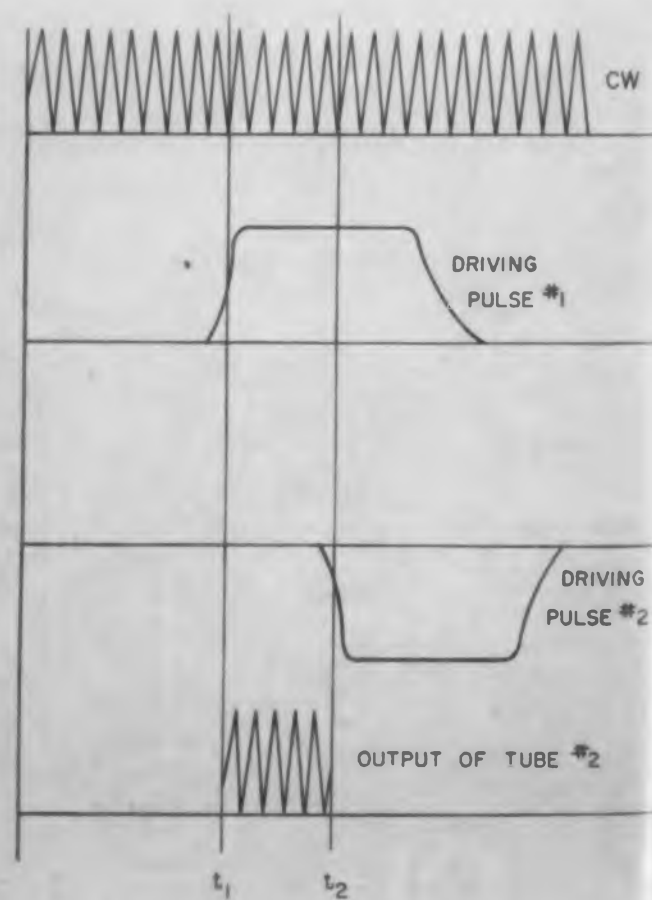 CW
DRIVING
PULSE #1
DRIVING
PULSE #2
OUTPUT OF TUBE #2
t1 t2